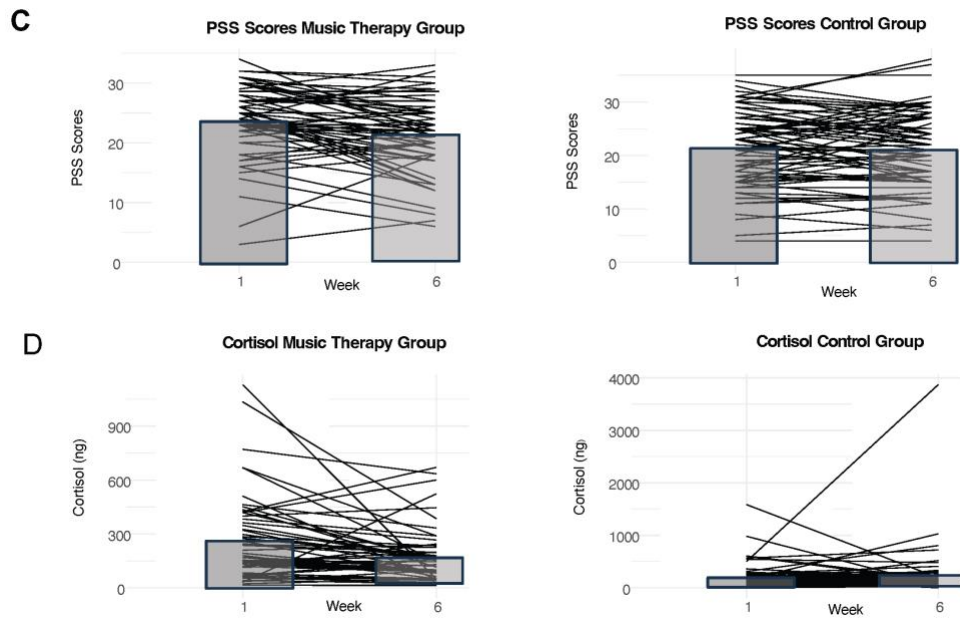 C
PSS Scores Music Therapy Group
PSS Scores
30
20
10
0
1
6
Week
PSS Scores Control Group
PSS Scores
30
20
10
0
1
6
Week
D
Cortisol Music Therapy Group
Cortisol (ng)
900
600
300
0
1
6
Week
Cortisol Control Group
Cortisol (ng
4000
3000
2000
1000
0
1
6
Week